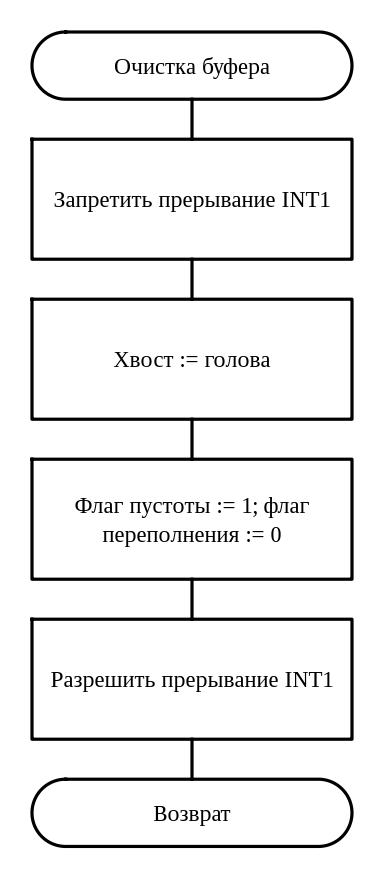 Очистка буфера
Запретить прерывание INT1
Хвост := голова
Флаг пустоты := 1; флаг
переполнения := 0
Разрешить прерывание INT1
Возврат